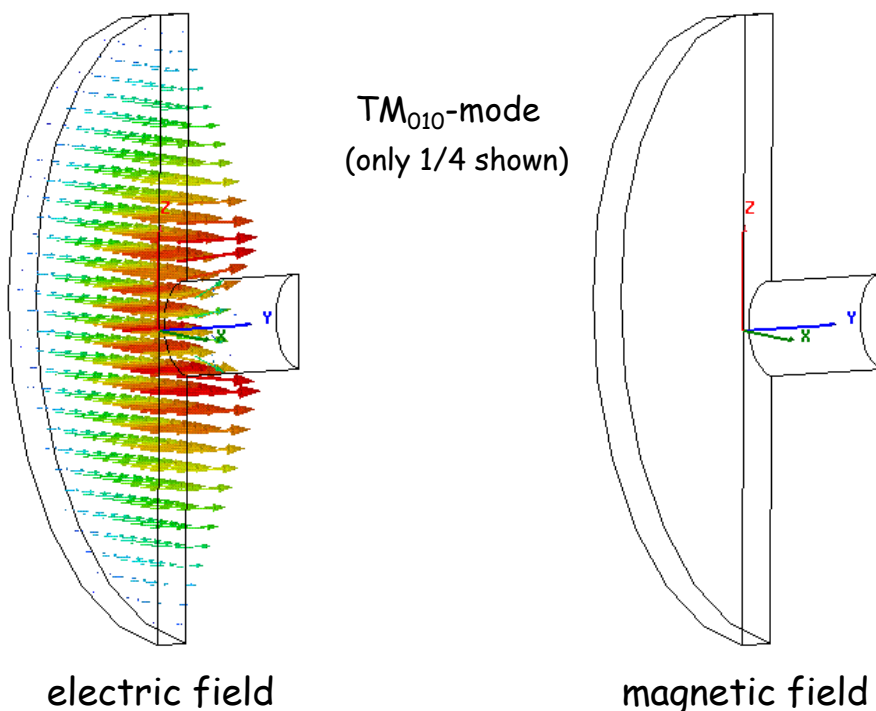 TM₀₁₀-mode
(only 1/4 shown)
Z
Y
X
Z
Y
X
electric field
magnetic field